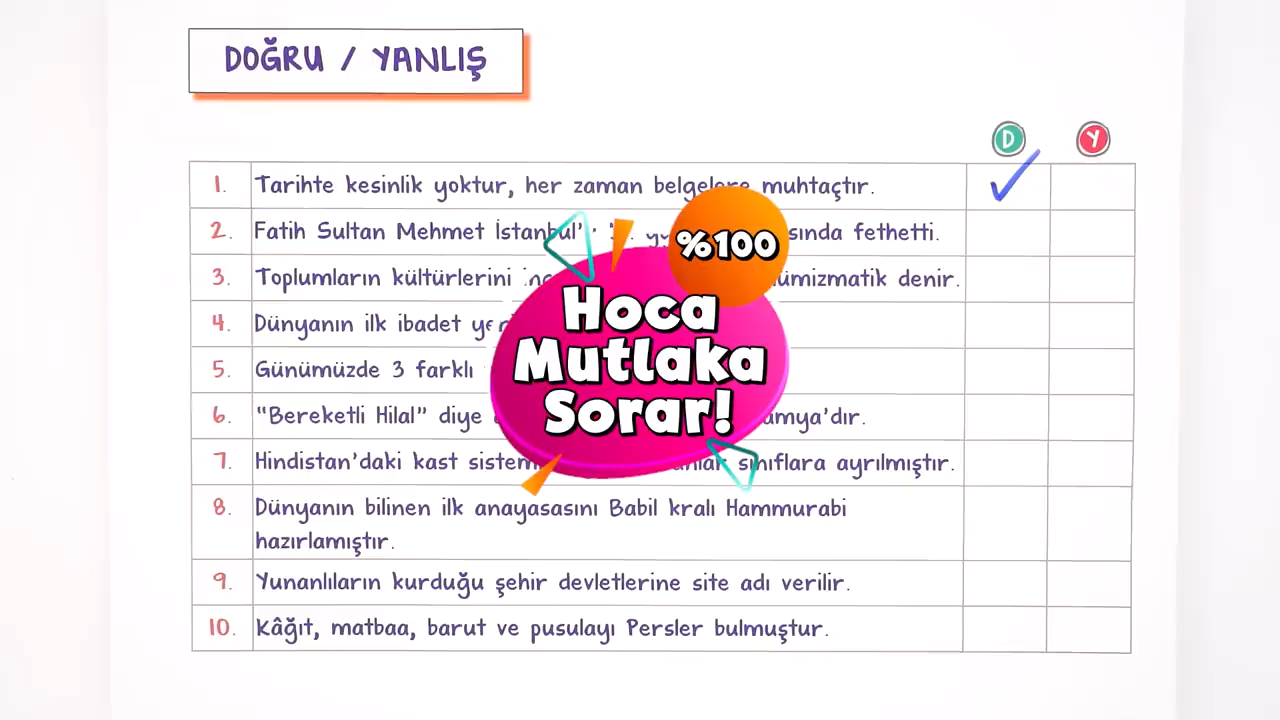 DOĞRU / YANLIŞ
D Y
1. Tarihte kesinlik yoktur, her zaman belgelere muhtaçtır.
2. Fatih Sultan Mehmet İstanbul' fethetti.
%100
3. Toplumların kültürlerini nümizmatik denir.
Hoca
4. Dünyanın ilk ibadet
Mutlaka
5. Günümüzde 3 farklı
Sorar!
6. "Bereketli Hilal" diye
7. Hindistan'daki kast sistem sınıflara ayrılmıştır.
8. Dünyanın bilinen ilk anayasasını Babil kralı Hammurabi
hazırlamıştır.
9. Yunanlıların kurduğu şehir devletlerine site adı verilir.
10. Kâğıt, matbaa, barut ve pusulayı Persler bulmuştur.